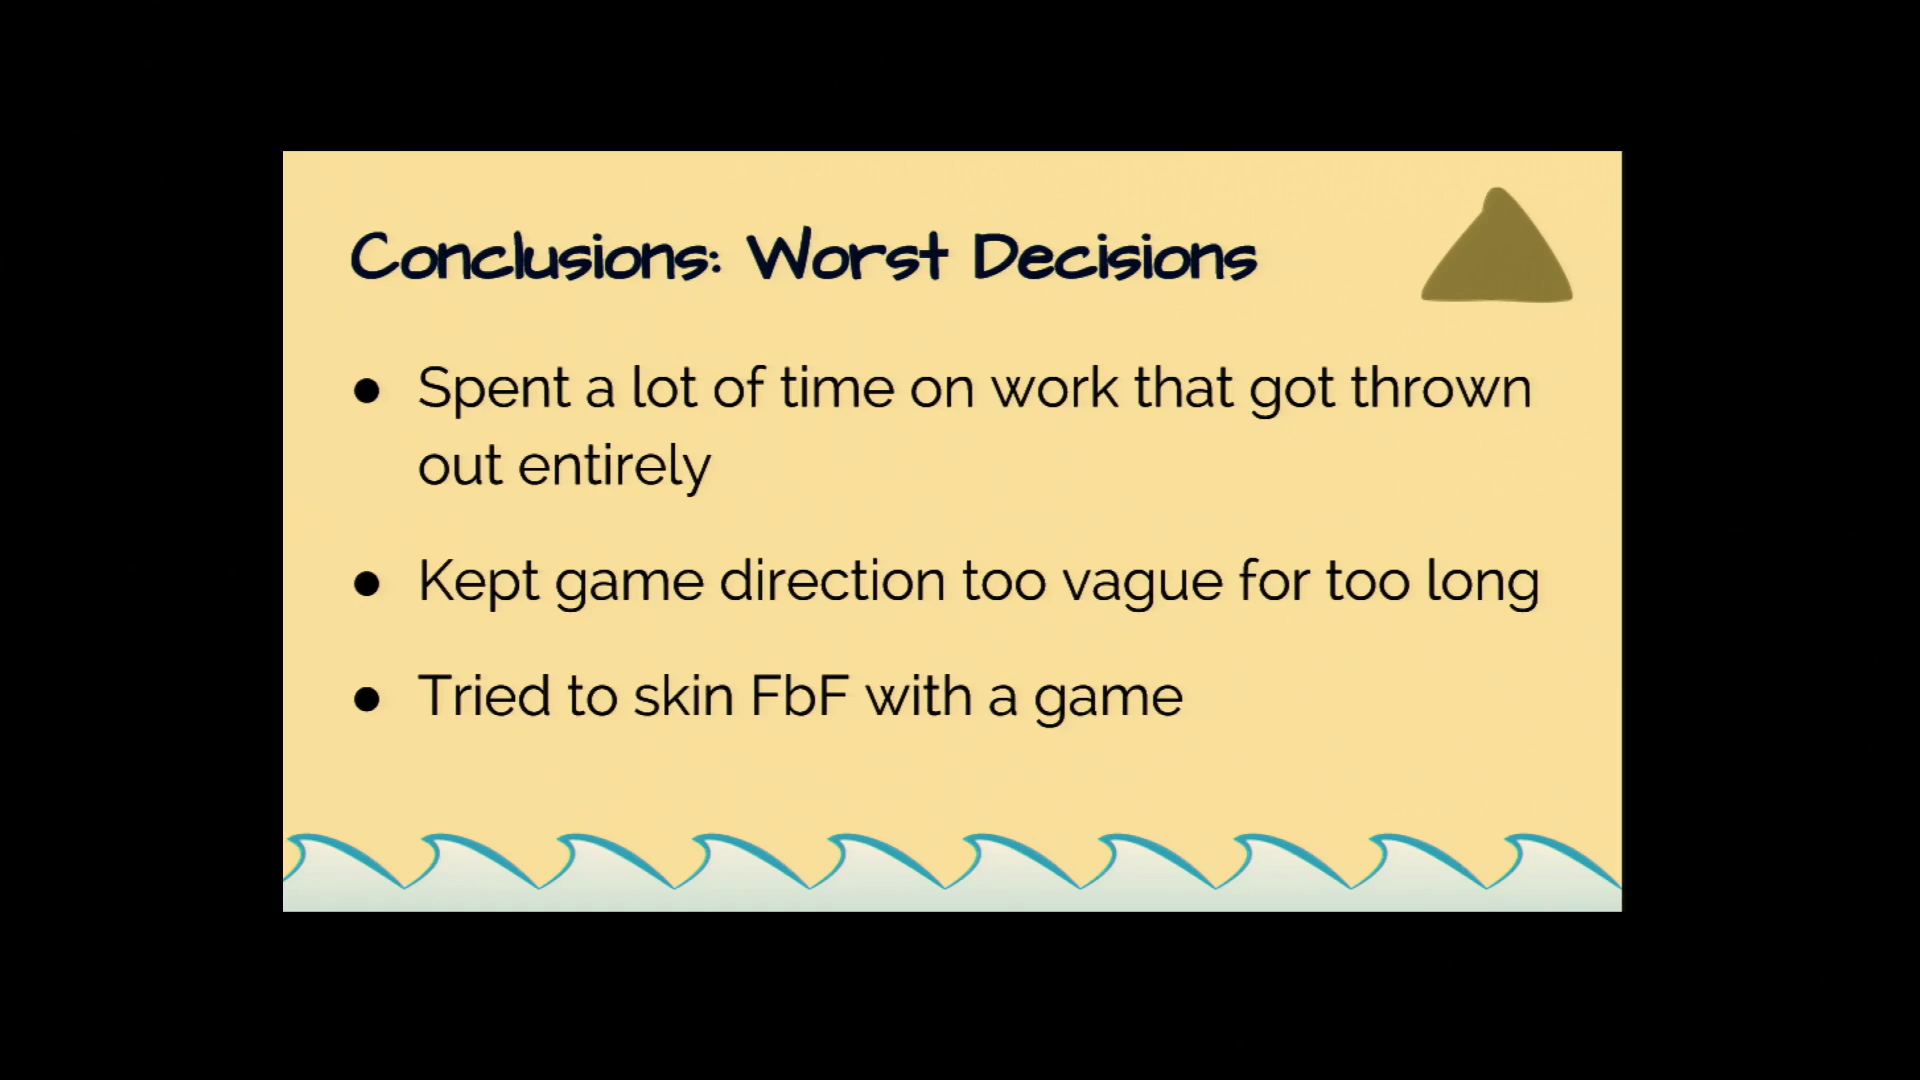 Conclusions: Worst Decisions
● Spent a lot of time on work that got thrown
out entirely
● Kept game direction too vague for too long
● Tried to skin FbF with a game